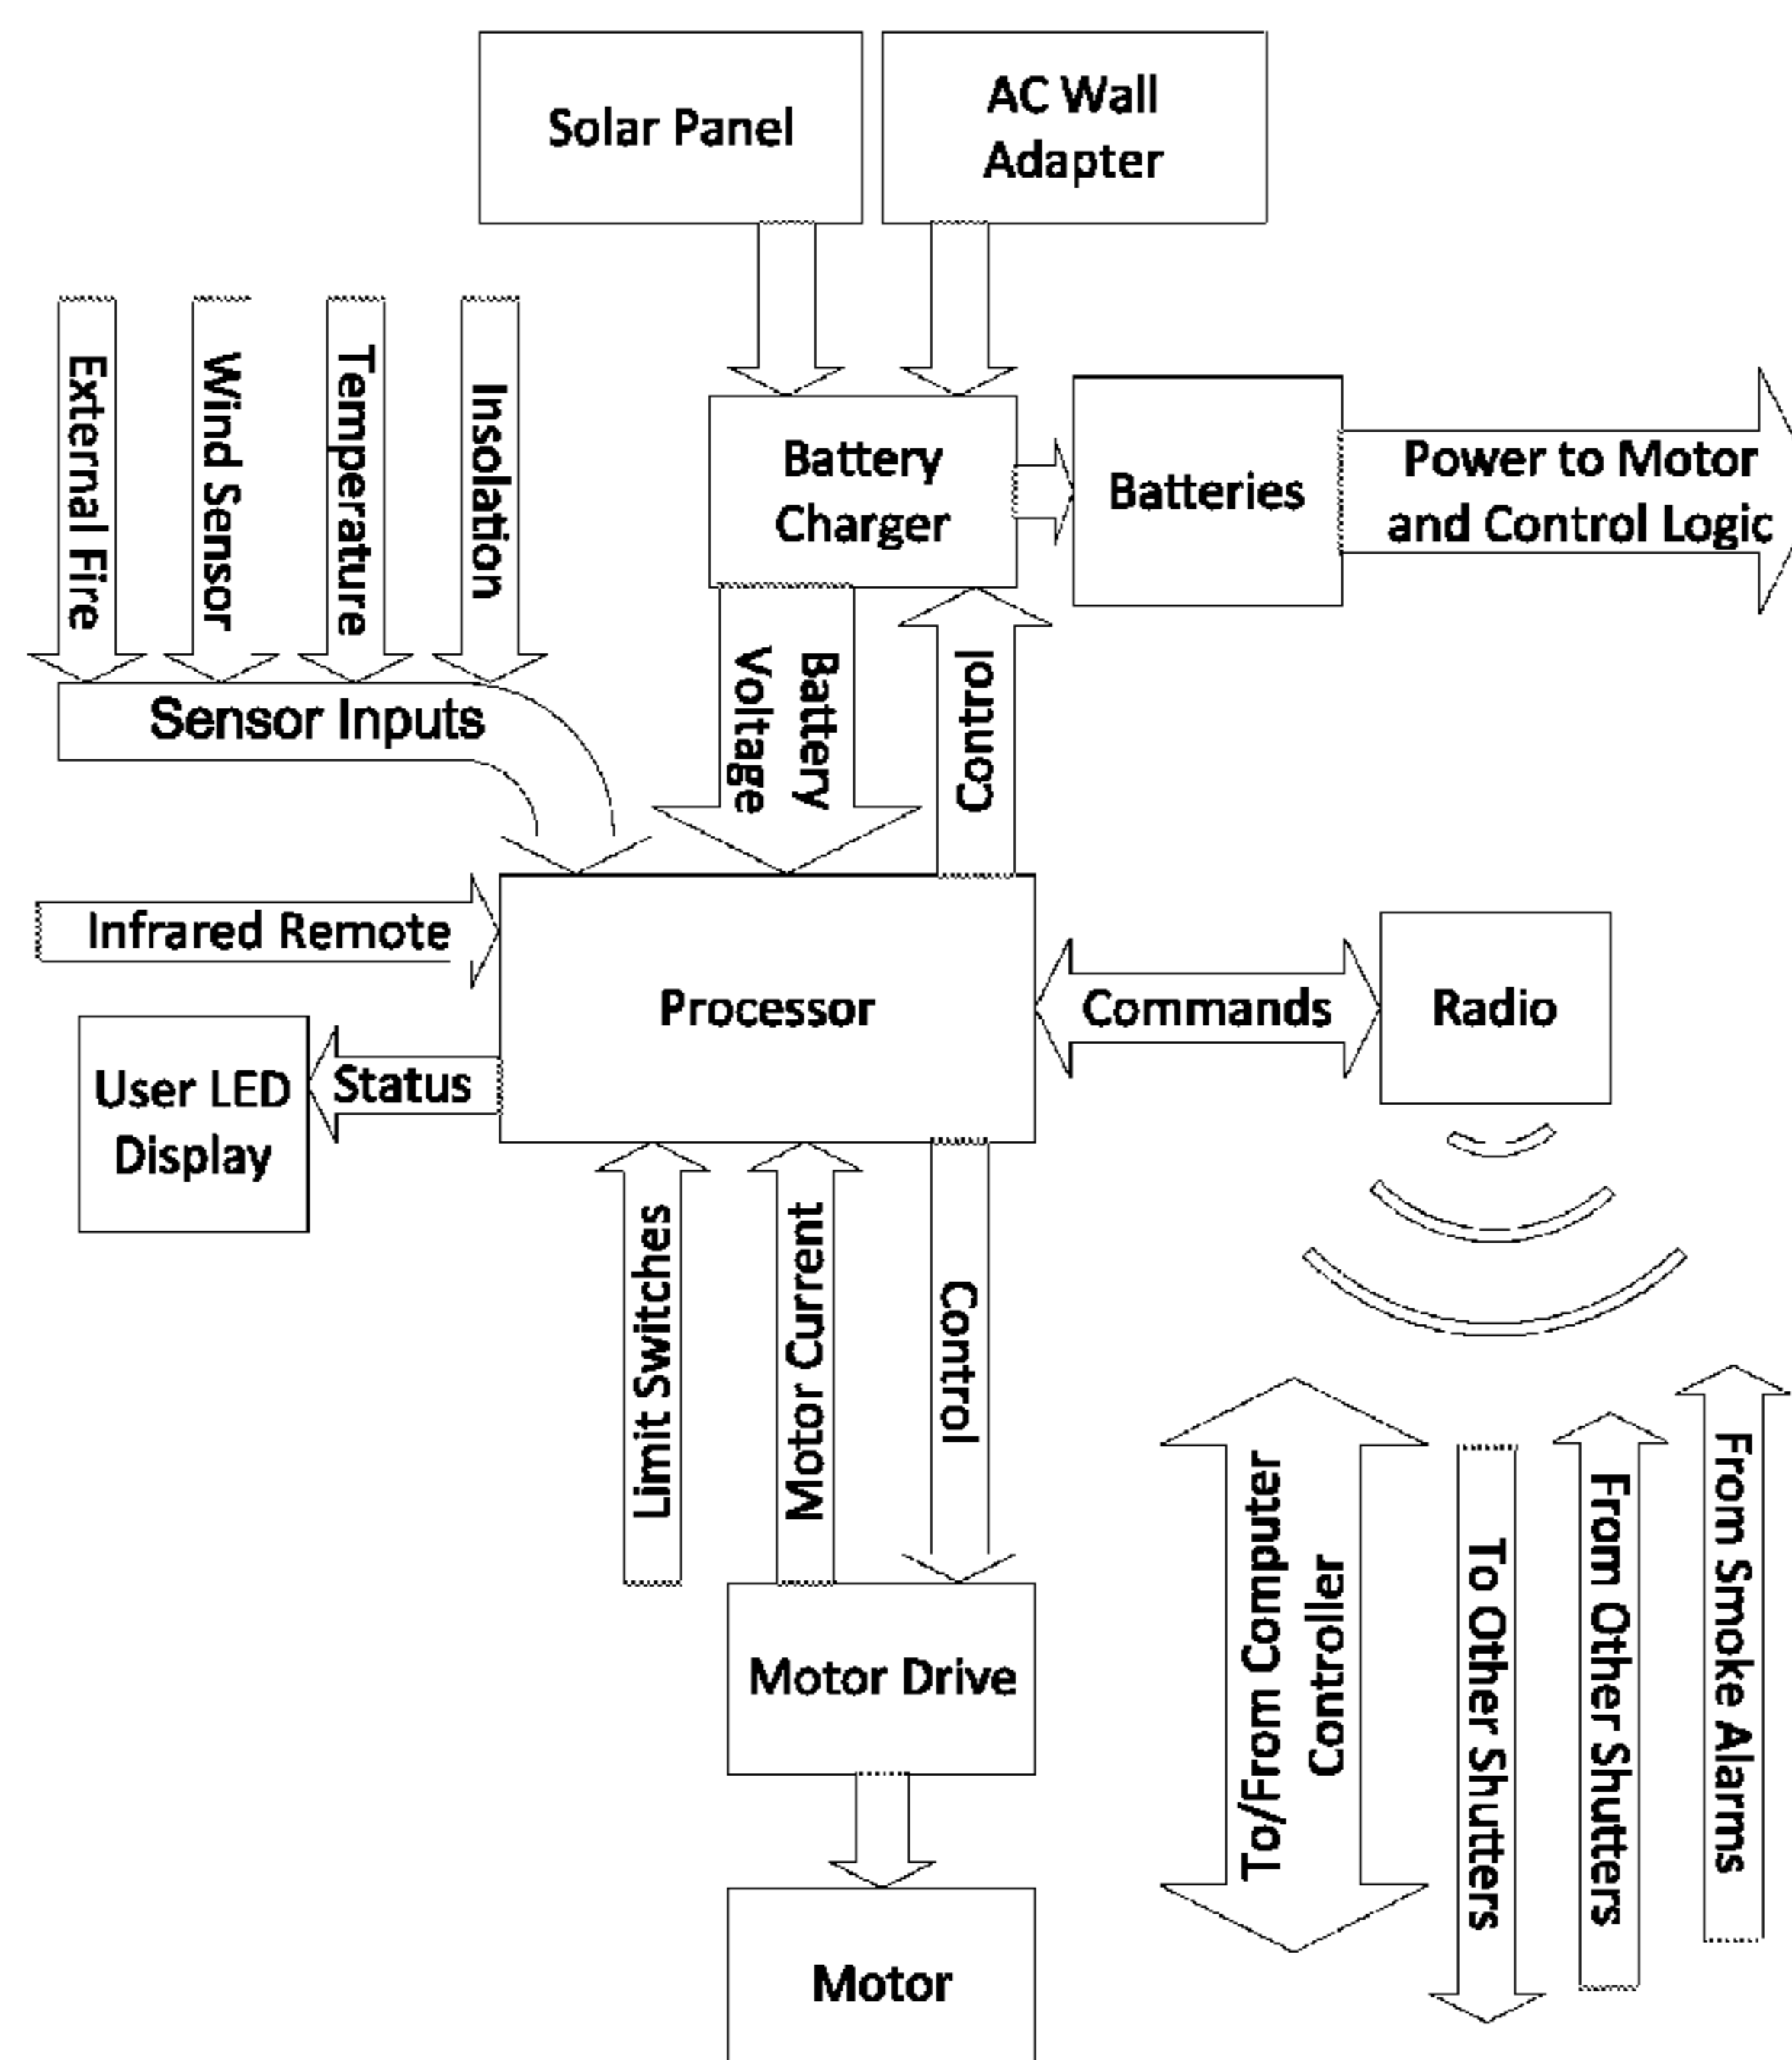 Solar Panel
AC Wall
Adapter
External Fire
Wind Sensor
Temperature
Insolation
Battery
Charger
Batteries
Power to Motor
and Control Logic
Sensor Inputs
Battery
Voltage
Control
Infrared Remote
Processor
Commands
Radio
User LED
Display
Status
Limit Switches
Motor Current
Control
Motor Drive
Motor
To/From Computer
Controller
To Other Shutters
From Other Shutters
From Smoke Alarms